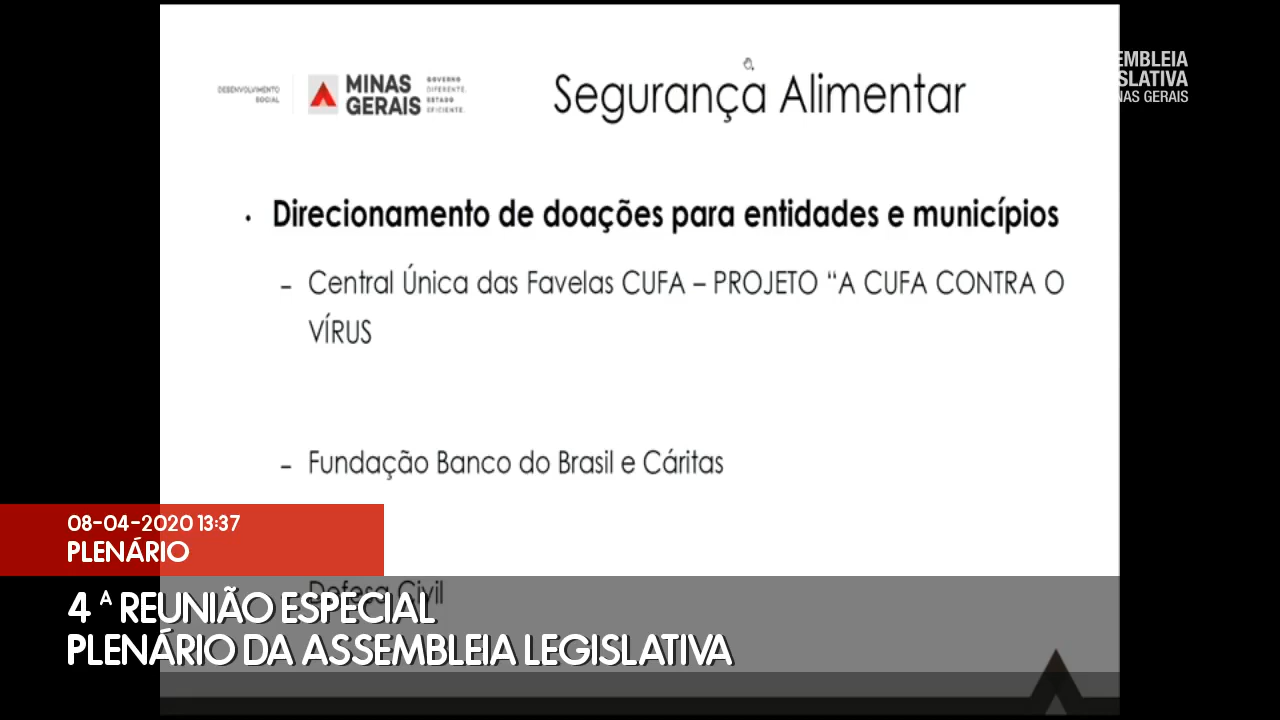 Segurança Alimentar
DESENVOLVIMENTO
SOCIAL
MINAS
GERAIS
GOVERNO
DIFERENTE.
ESTADO
EFICIENTE.
EMBLEIA
SLATIVA
NAS GERAIS
• Direcionamento de doações para entidades e municípios
– Central Única das Favelas CUFA – PROJETO “A CUFA CONTRA O
VÍRUS
– Fundação Banco do Brasil e Cáritas
Defesa Civil
08-04-2020 13:37
PLENÁRIO
4 ª REUNIÃO ESPECIAL
PLENÁRIO DA ASSEMBLEIA LEGISLATIVA